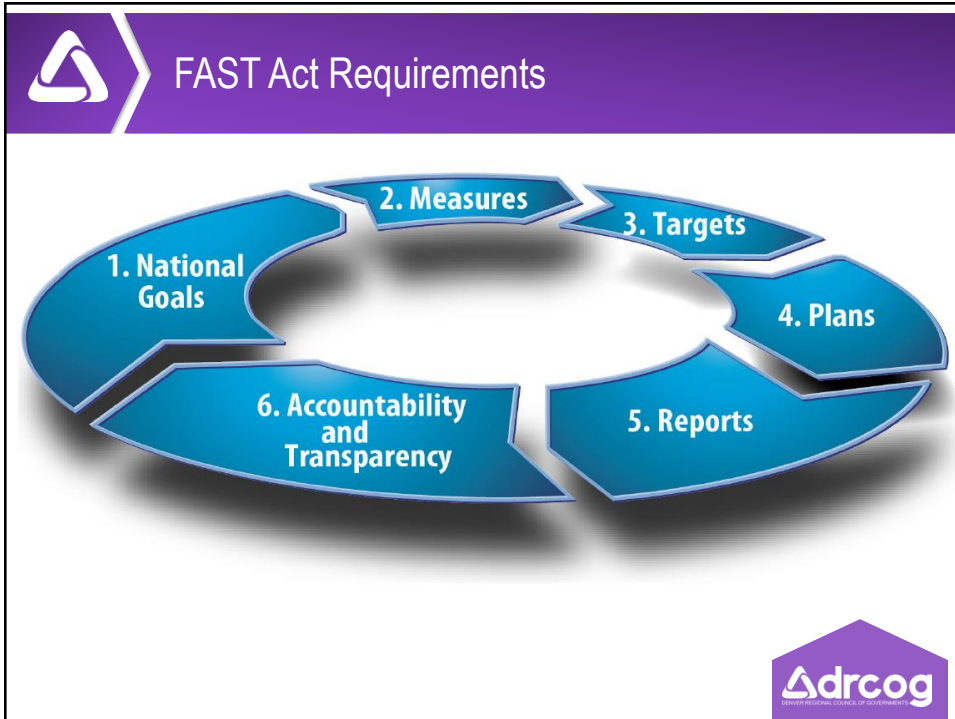 FAST Act Requirements
1. National
Goals
2. Measures
3. Targets
4. Plans
5. Reports
6. Accountability
and
Transparency
drcog
DENVER REGIONAL COUNCIL OF GOVERNMENTS